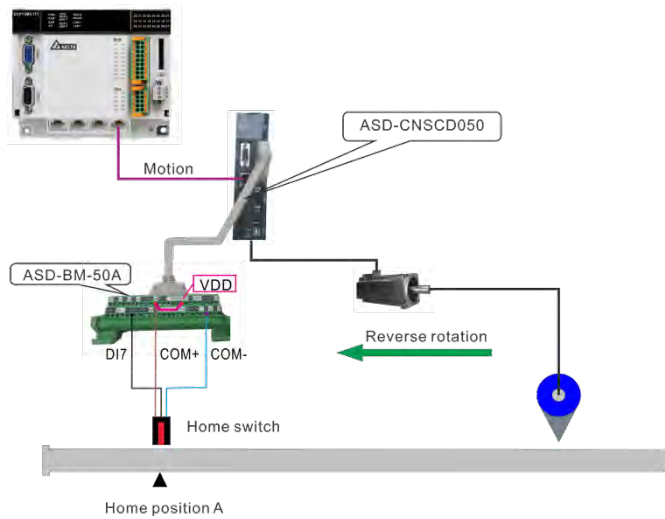 ASD-CNSCD050
Motion
ASD-BM-50A
VDD
DI7
COM+
COM-
Reverse rotation
Home switch
Home position A